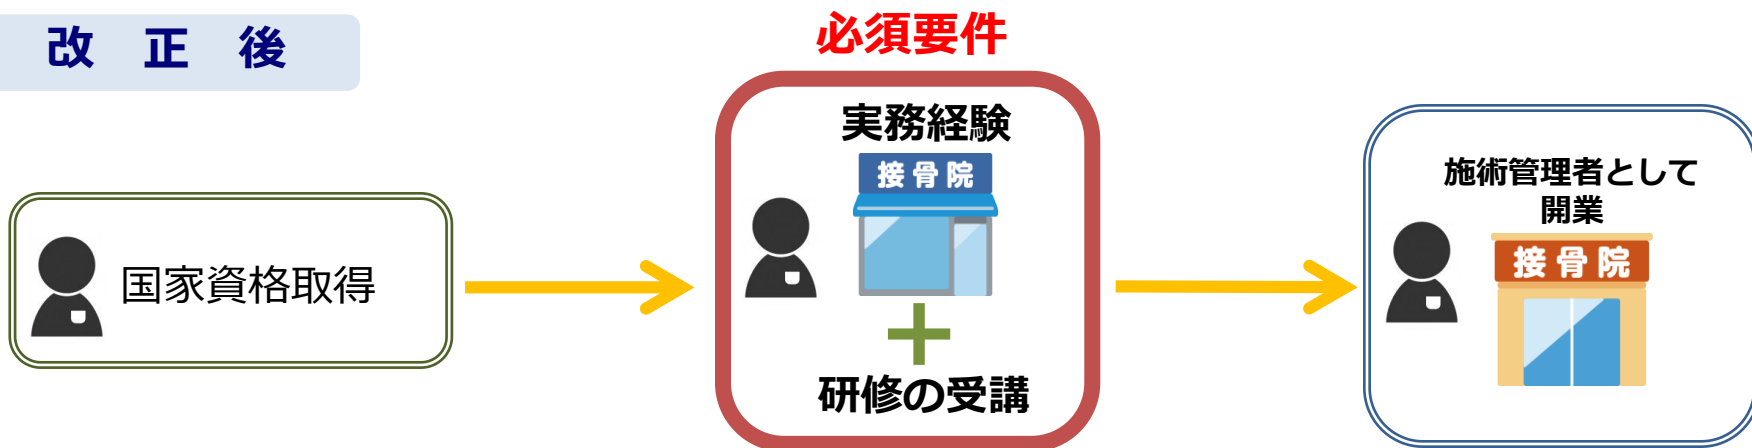 改正後
国家資格取得
必須要件
実務経験
接骨院
研修の受講
施術管理者として
開業
接骨院